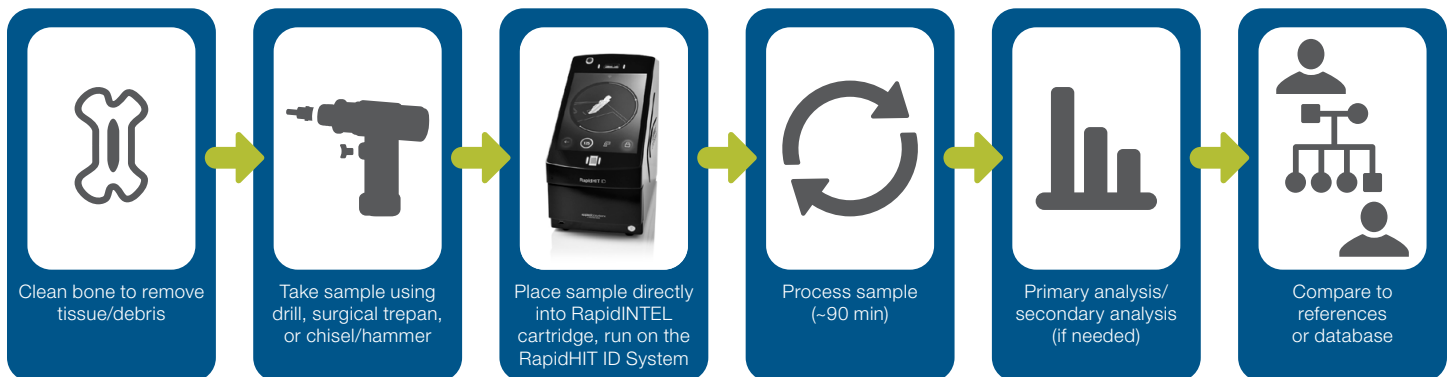 Clean bone to remove
tissue/debris
Take sample using
drill, surgical trepan,
or chisel/hammer
RapidHIT ID
Place sample directly
into RapidINTEL
cartridge, run on the
RapidHIT ID System
Process sample
(~90 min)
Primary analysis/
secondary analysis
(if needed)
Compare to
references
or database